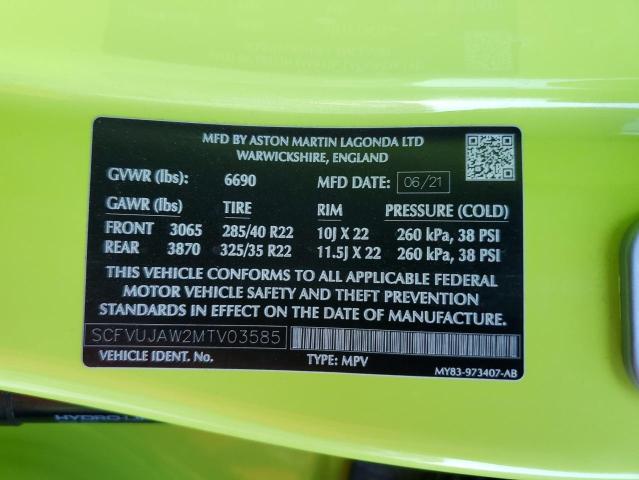 MFD BY ASTON MARTIN LAGONDA LTD
WARWICKSHIRE, ENGLAND
GVWR (lbs): 6690 MFD DATE: 06/21
GAWR (lbs) TIRE RIM PRESSURE (COLD)
FRONT 3065 285/40 R22 10J X 22 260 kPa, 38 PSI
REAR 3870 325/35 R22 11.5J X 22 260 kPa, 38 PSI
THIS VEHICLE CONFORMS TO ALL APPLICABLE FEDERAL
MOTOR VEHICLE SAFETY AND THEFT PREVENTION
STANDARDS IN EFFECT ON THE DATE OF MANUFACTURE.
SCFVUJAW2MTV03585
VEHICLE IDENT. No. TYPE: MPV
MY83-973407-AB